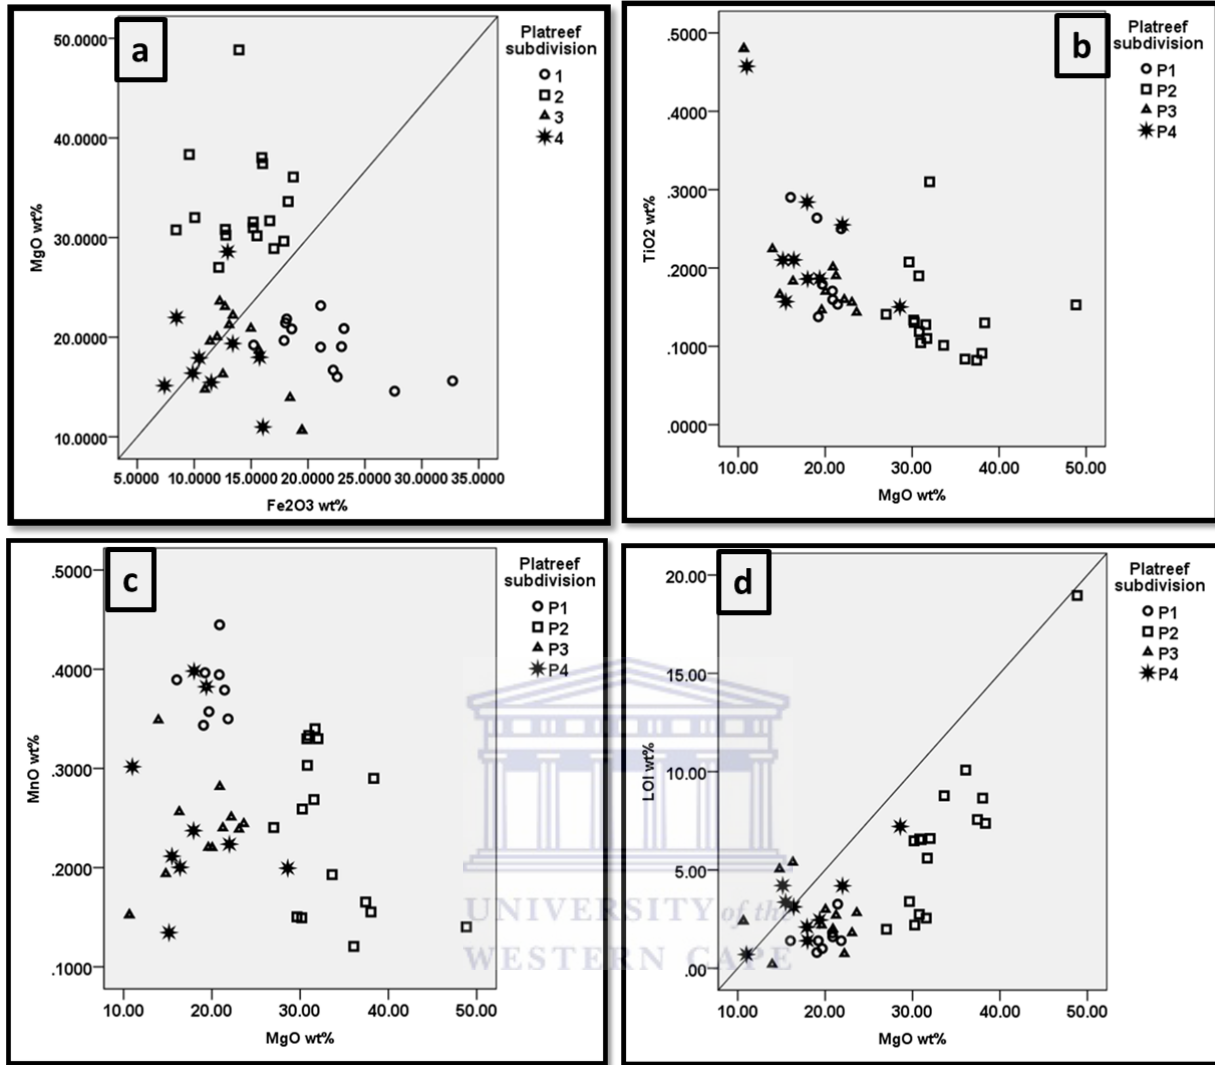 a
Platreef
subdivision
1
2
3
4
50.0000
40.0000
30.0000
20.0000
10.0000
MgO wt%
5.0000 10.0000 15.0000 20.0000 25.0000 30.0000 35.0000
Fe2O3 wt%
b
Platreef
subdivision
P1
P2
P3
P4
.5000
.4000
.3000
.2000
.1000
.0000
TiO2 wt%
10.00 20.00 30.00 40.00 50.00
MgO wt%
c
Platreef
subdivision
P1
P2
P3
P4
.5000
.4000
.3000
.2000
.1000
MnO wt%
10.00 20.00 30.00 40.00 50.00
MgO wt%
d
Platreef
subdivision
P1
P2
P3
P4
20.00
15.00
10.00
5.00
.00
LOI wt%
10.00 20.00 30.00 40.00 50.00
MgO wt%
UNIVERSITY of the
WESTERN CAPE